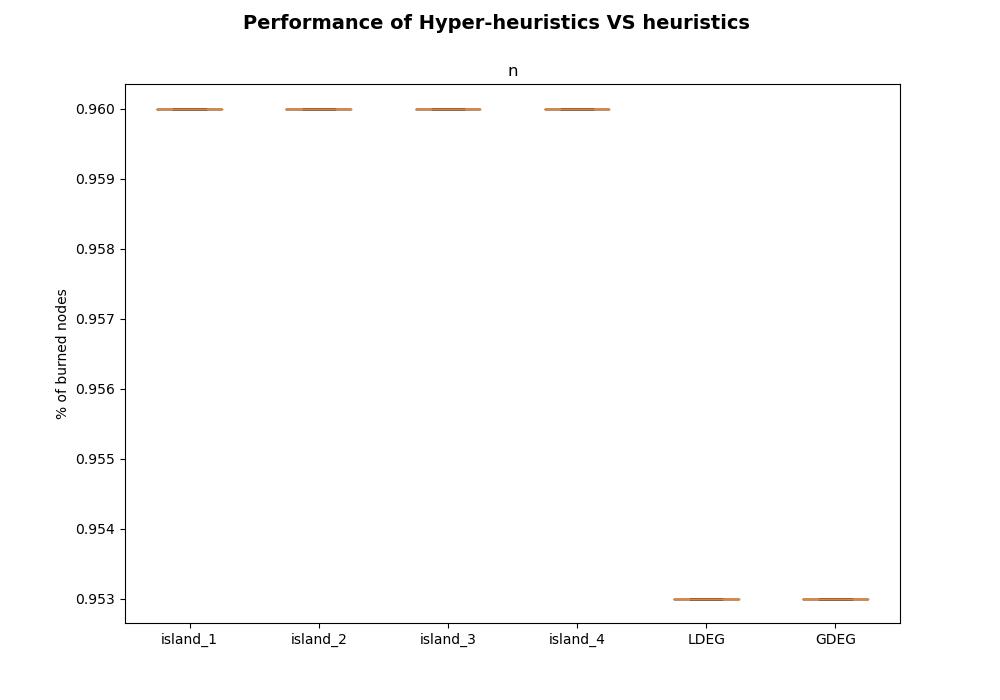 Performance of Hyper-heuristics VS heuristics
n
% of burned nodes
0.960
0.959
0.958
0.957
0.956
0.955
0.954
0.953
island_1 island_2 island_3 island_4 LDEG GDEG